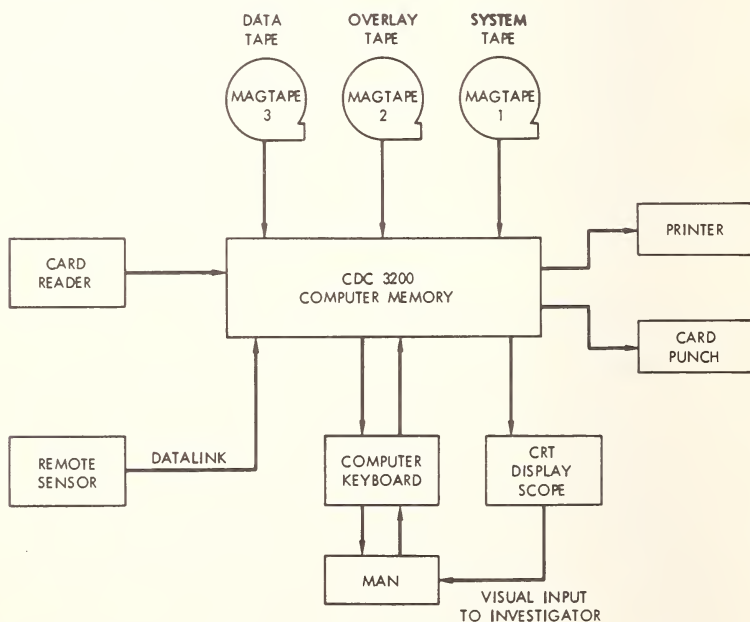 DATA
TAPE
OVERLAY
TAPE
SYSTEM
TAPE
MAGTAPE
3
MAGTAPE
2
MAGTAPE
1
PRINTER
CARD
READER
CDC 3200
COMPUTER MEMORY
CARD
PUNCH
REMOTE
SENSOR
DATALINK
COMPUTER
KEYBOARD
CRT
DISPLAY
SCOPE
MAN
VISUAL INPUT
TO INVESTIGATOR